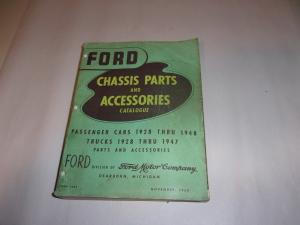 FORD
CHASSIS PARTS
AND
ACCESSORIES
CATALOGUE
PASSENGER CARS 1928 THRU 1948
TRUCKS 1928 THRU 1947
PARTS AND ACCESSORIES
FORD DIVISION OF Ford Motor Company
DEARBORN, MICHIGAN
NOVEMBER,